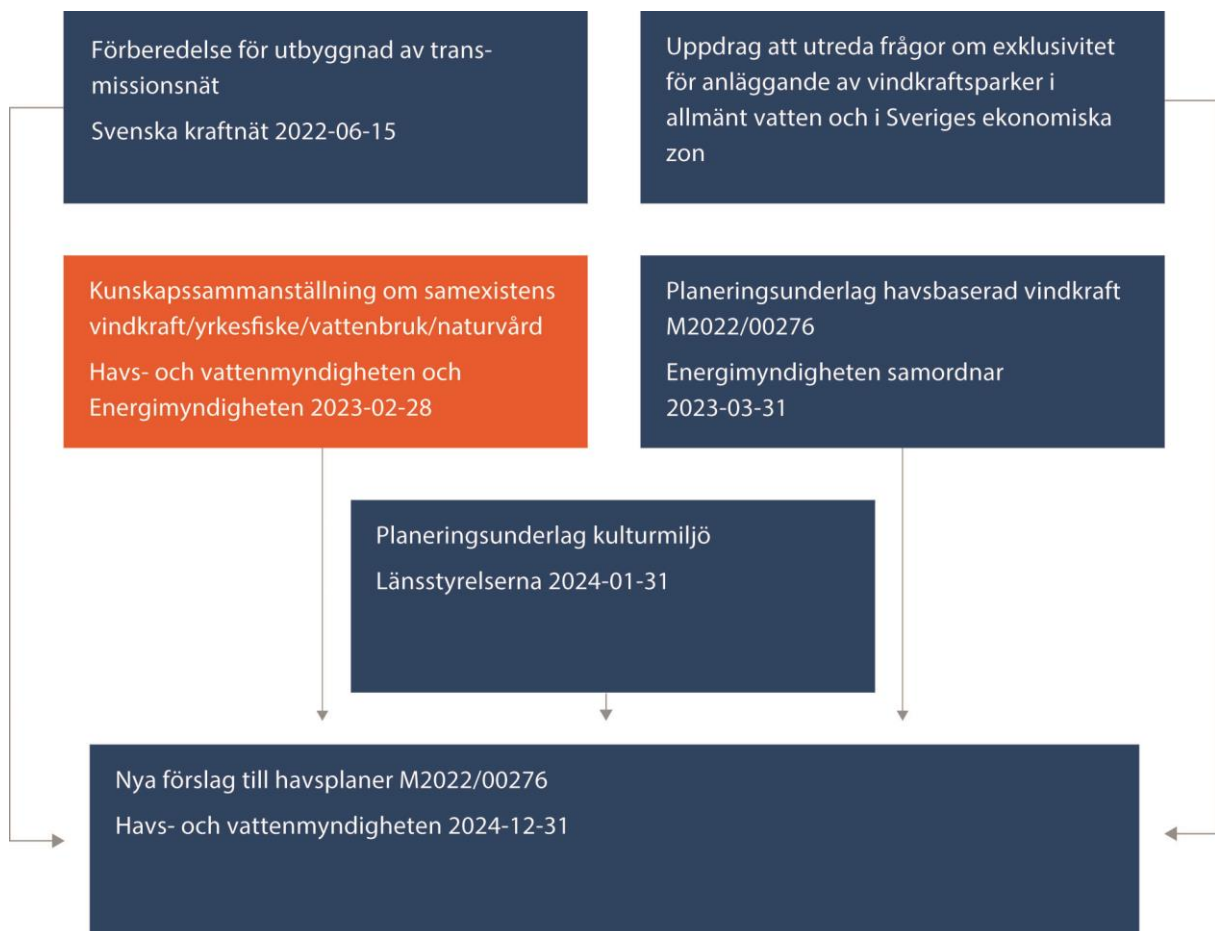 Förberedelse för utbyggnad av trans-
missionsnät
Svenska kraftnät 2022-06-15
Uppdrag att utreda frågor om exklusivitet
för anläggande av vindkraftsparker i
allmänt vatten och i Sveriges ekonomiska
zon
Kunskapssammanställning om samexistens
vindkraft/yrkesfiske/vattenbruk/naturvård
Havs- och vattenmyndigheten och
Energimyndigheten 2023-02-28
Planeringsunderlag havsbaserad vindkraft
M2022/00276
Energimyndigheten samordnar
2023-03-31
Planeringsunderlag kulturmiljö
Länsstyrelserna 2024-01-31
Nya förslag till havsplaner M2022/00276
Havs- och vattenmyndigheten 2024-12-31